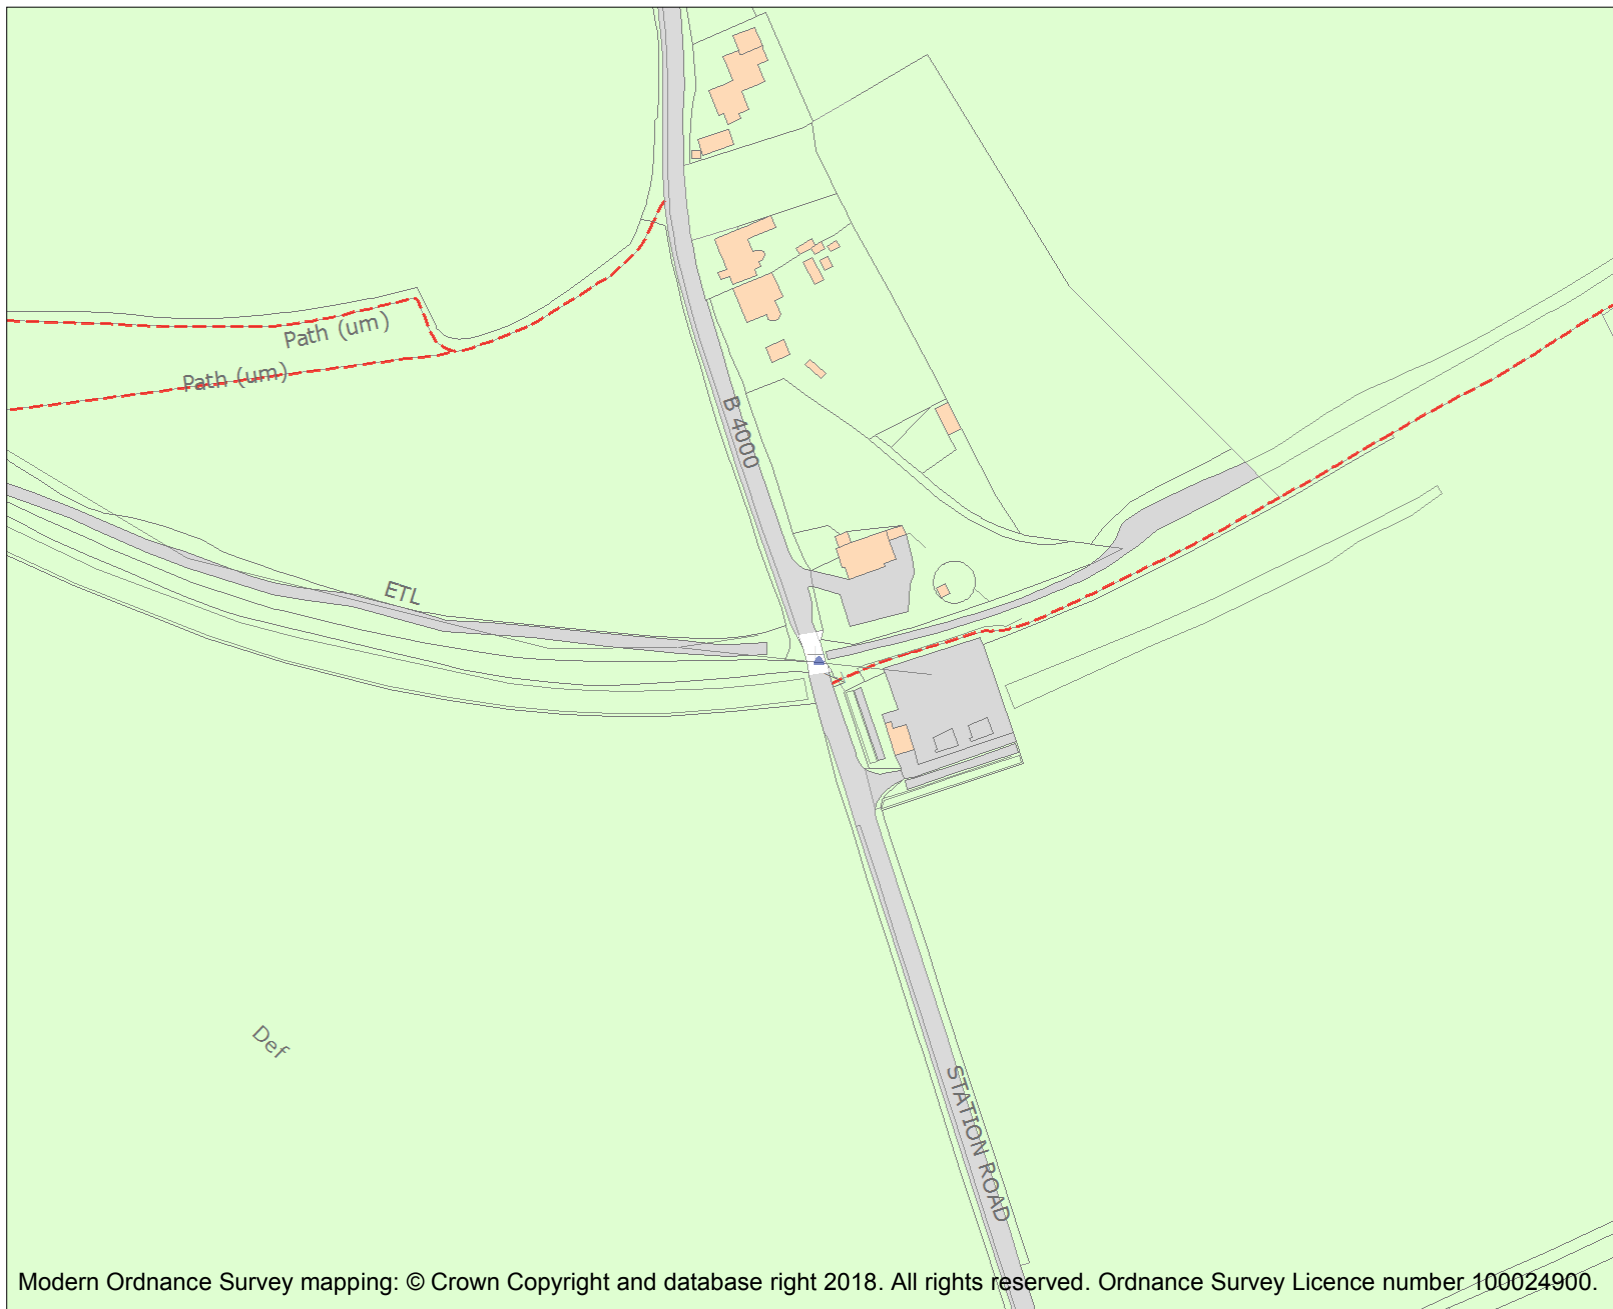 Path (um)
Path (um)
B 4000
ETL
Def
STATION ROAD
Modern Ordnance Survey mapping: © Crown Copyright and database right 2018. All rights reserved. Ordnance Survey Licence number 100024900.